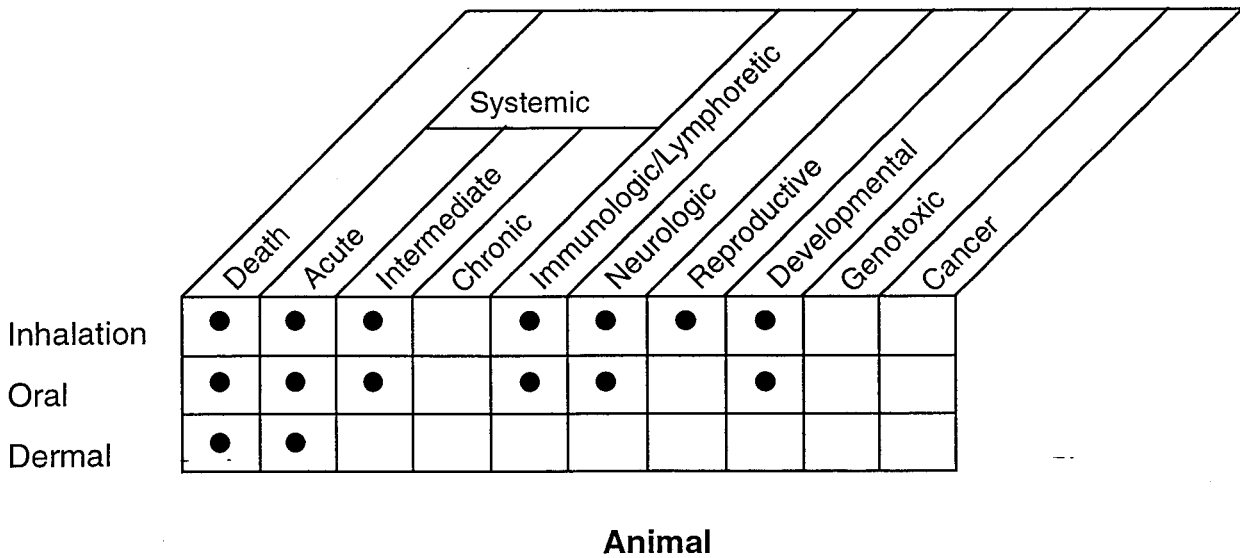 Systemic
Death
Acute
Intermediate
Chronic
Immunologic/Lymphoretic
Neurologic
Reproductive
Developmental
Genotoxic
Cancer
Inhalation
Oral
Dermal
Animal